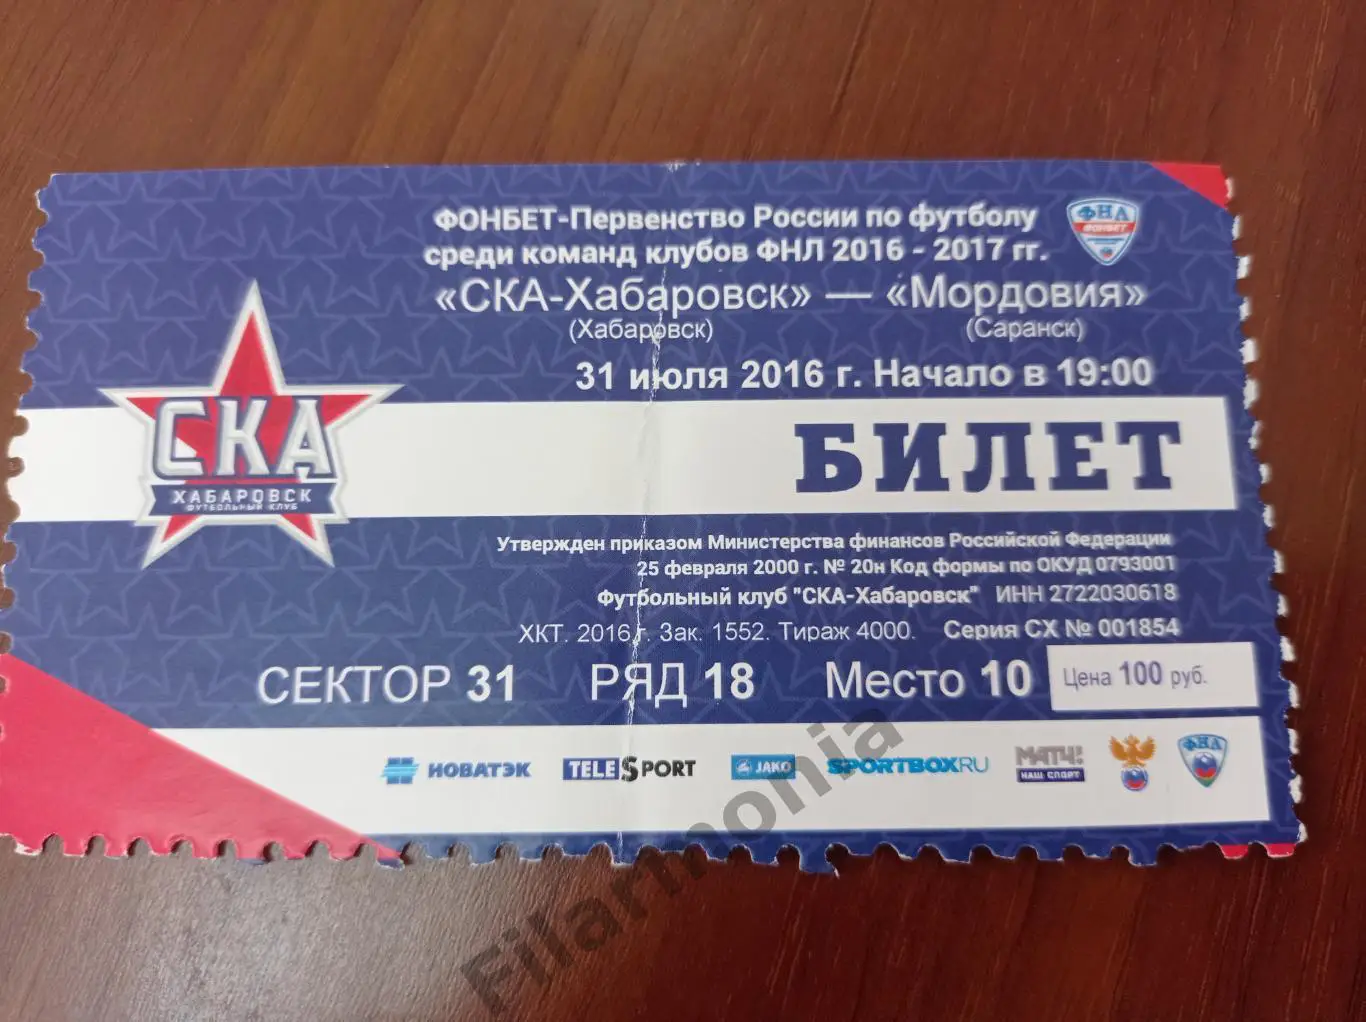 ФОНБЕТ-Первенство России по футболу
среди команд клубов ФНЛ 2016 - 2017 гг.
ФНЛ
ФОНБЕТ
«СКА-Хабаровск» — «Мордовия»
(Хабаровск) (Саранск)
31 июля 2016 г. Начало в 19:00
СКА
ХАБАРОВСК
ФУТБОЛЬНЫЙ КЛУБ
БИЛЕТ
Утвержден приказом Министерства финансов Российской Федерации
25 февраля 2000 г. № 20н Код формы по ОКУД 0793001
Футбольный клуб "СКА-Хабаровск" ИНН 2722030618
ХКТ. 2016 г. Зак. 1552. Тираж 4000. Серия СХ № 001854
СЕКТОР 31 РЯД 18 Место 10 Цена 100 руб.
НОВАТЭК TELESPORT JAKO SPORTBOX.RU МАТЧ! НАШ СПОРТ ФНЛ
Filarmonia